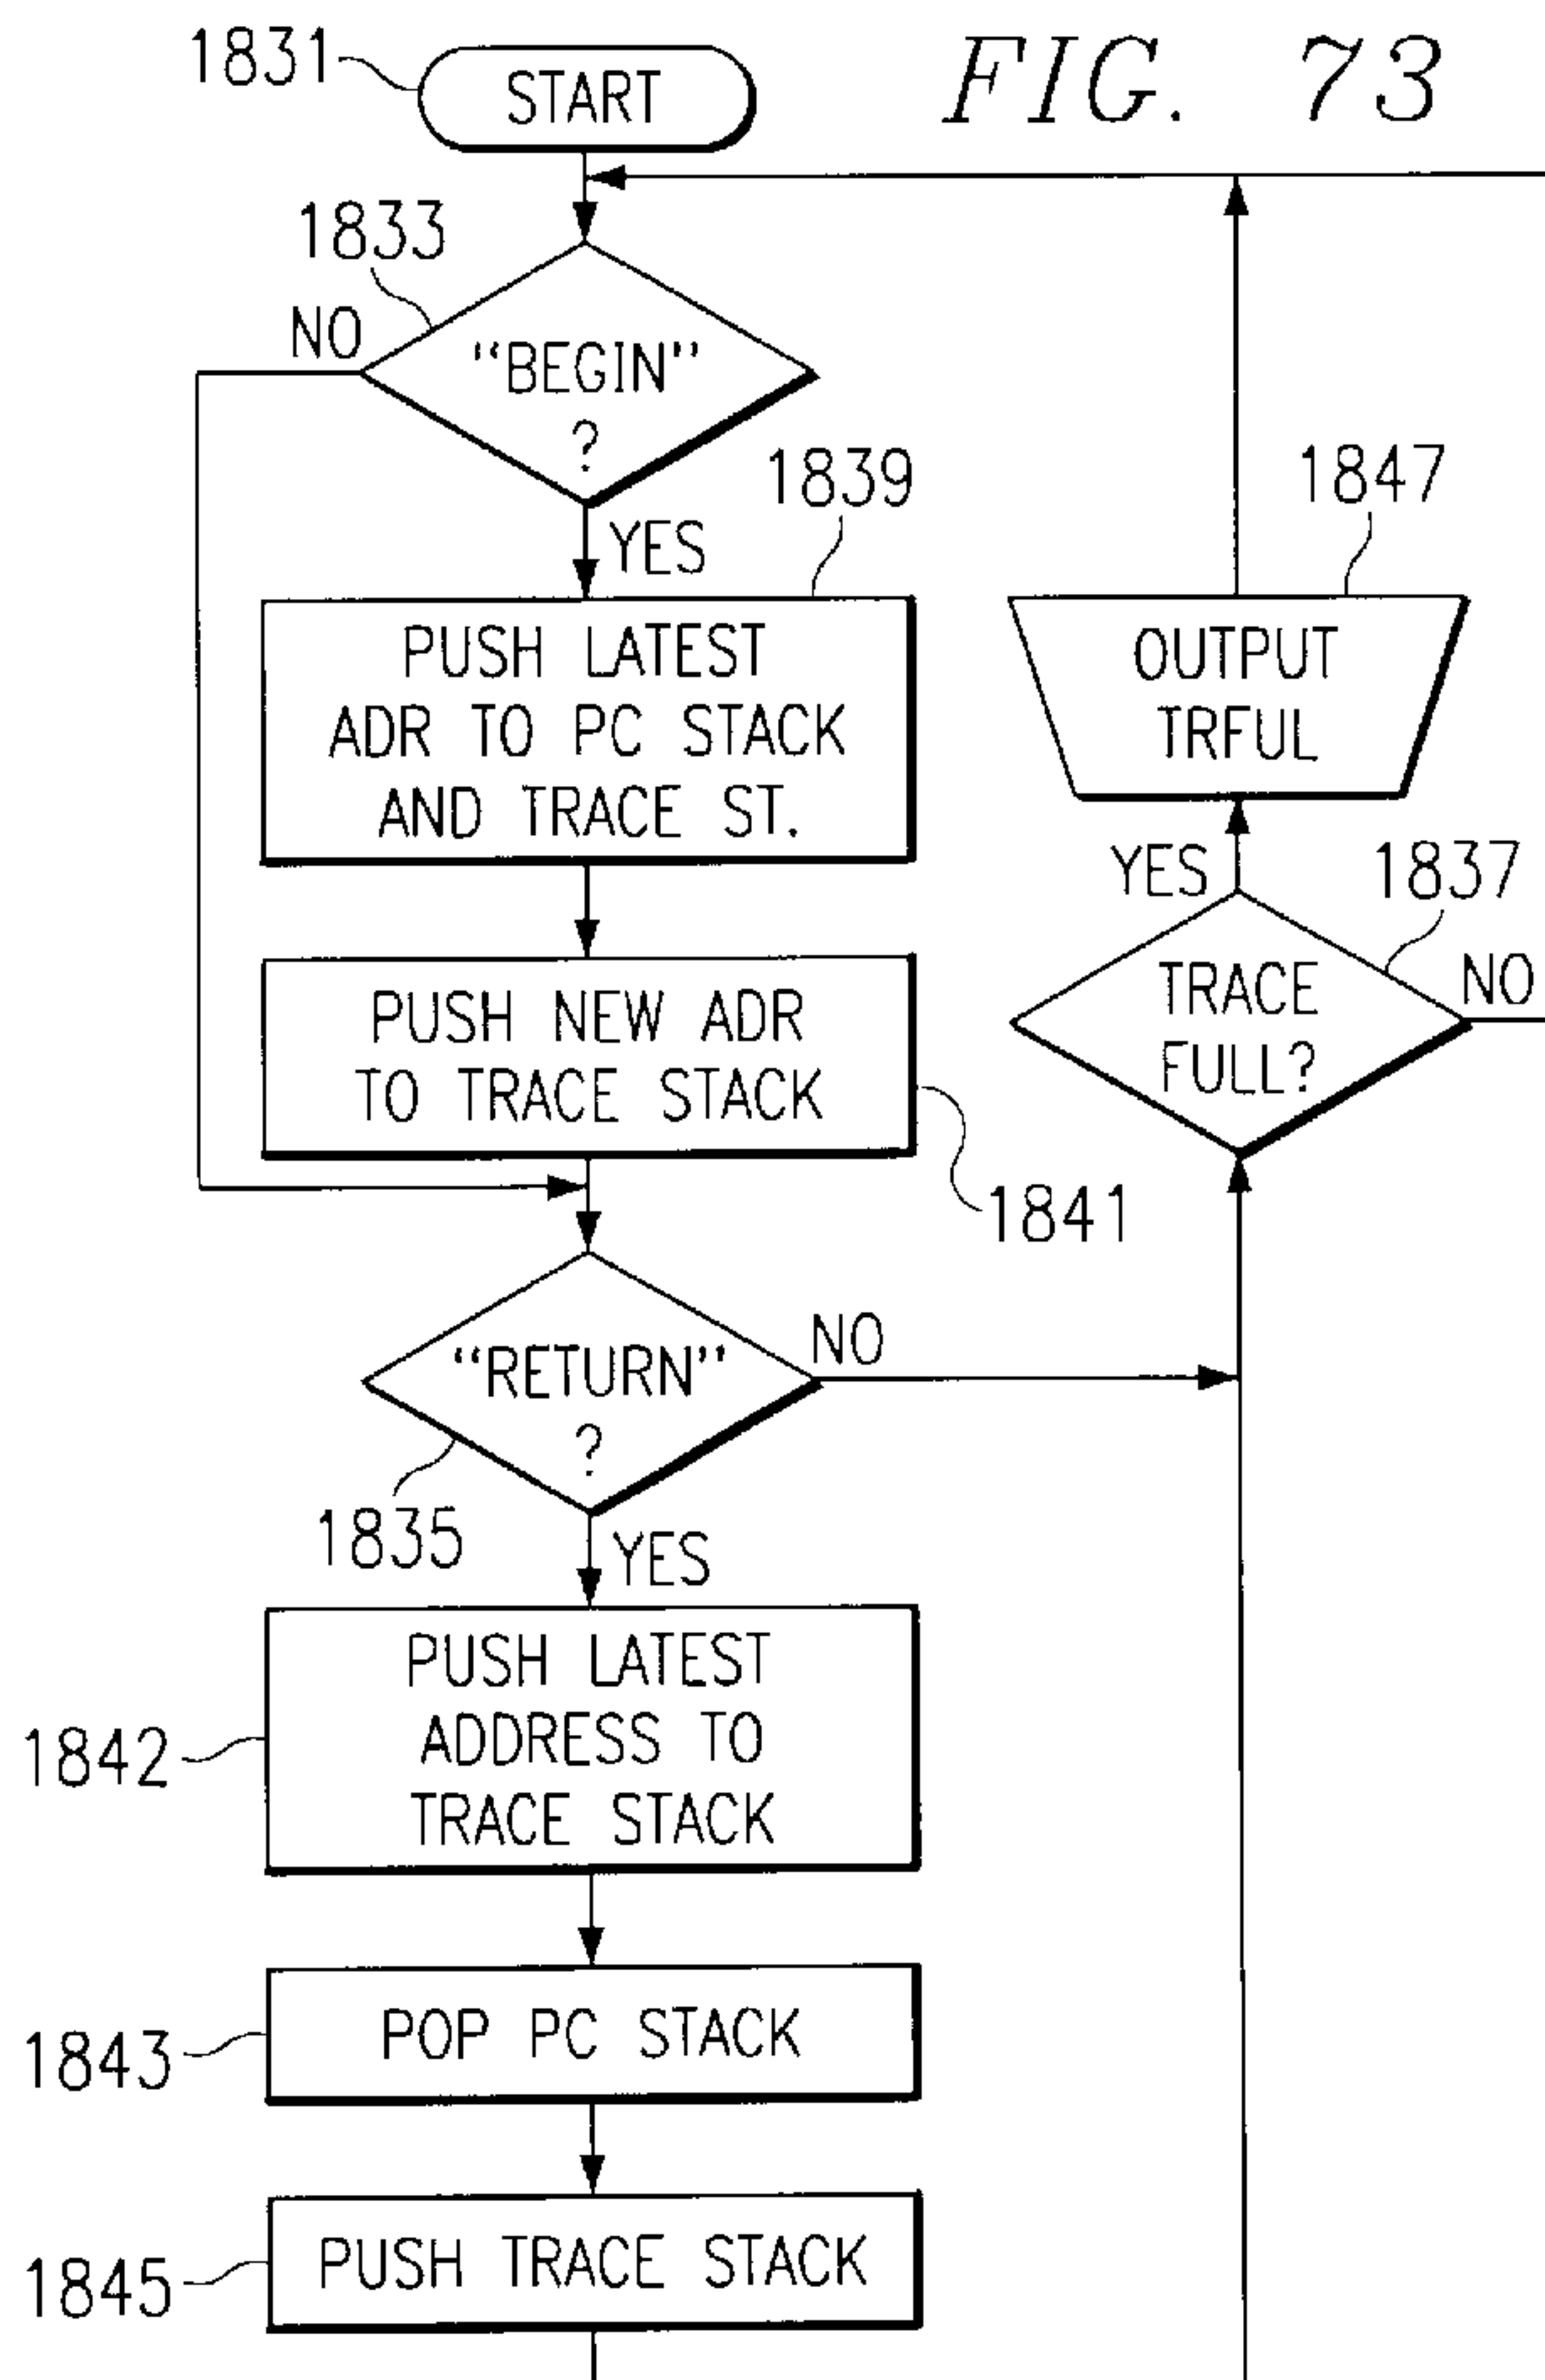 FIG. 73
1831
START
1833
NO
"BEGIN"
?
YES
1839
PUSH LATEST
ADR TO PC STACK
AND TRACE ST.
PUSH NEW ADR
TO TRACE STACK
1841
"RETURN"
?
NO
1835
YES
PUSH LATEST
ADDRESS TO
TRACE STACK
1842
POP PC STACK
1843
PUSH TRACE STACK
1845
1847
OUTPUT
TRFUL
YES
1837
TRACE
FULL?
NO